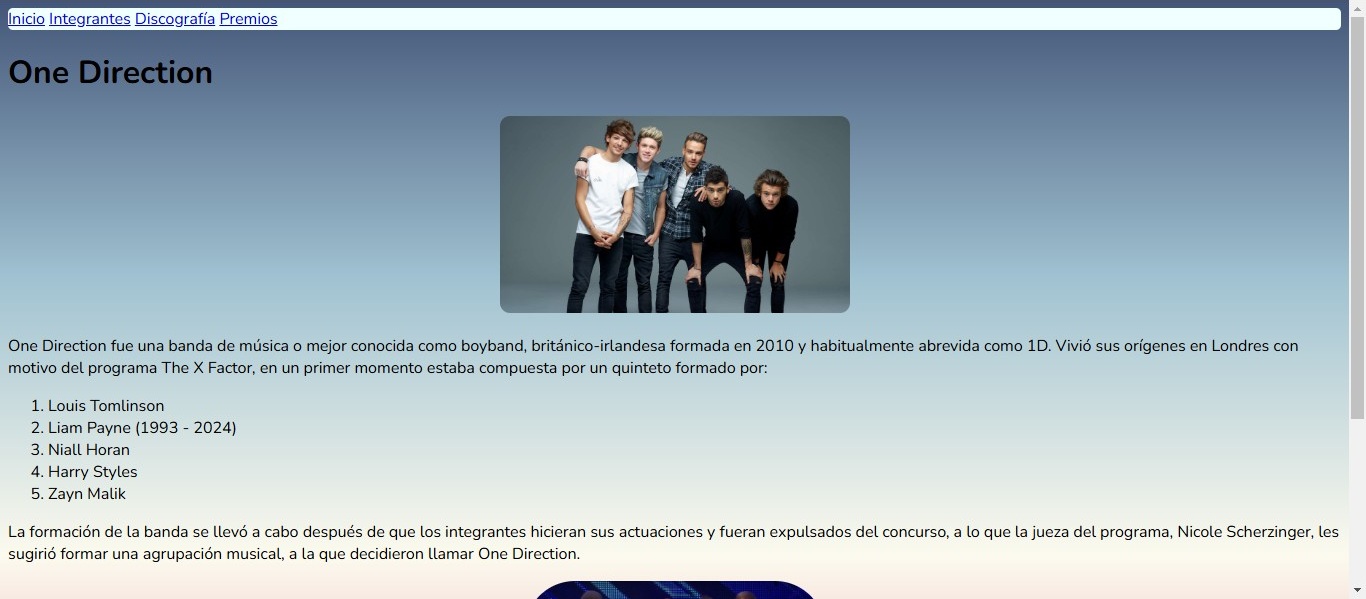 Inicio Integrantes Discografía Premios
One Direction
One Direction fue una banda de música o mejor conocida como boyband, británico-irlandesa formada en 2010 y habitualmente abrevida como 1D. Vivió sus orígenes en Londres con
motivo del programa The X Factor, en un primer momento estaba compuesta por un quinteto formado por:
1. Louis Tomlinson
2. Liam Payne (1993 - 2024)
3. Niall Horan
4. Harry Styles
5. Zayn Malik
La formación de la banda se llevó a cabo después de que los integrantes hicieran sus actuaciones y fueran expulsados del concurso, a lo que la jueza del programa, Nicole Scherzinger, les
sugirió formar una agrupación musical, a la que decidieron llamar One Direction.